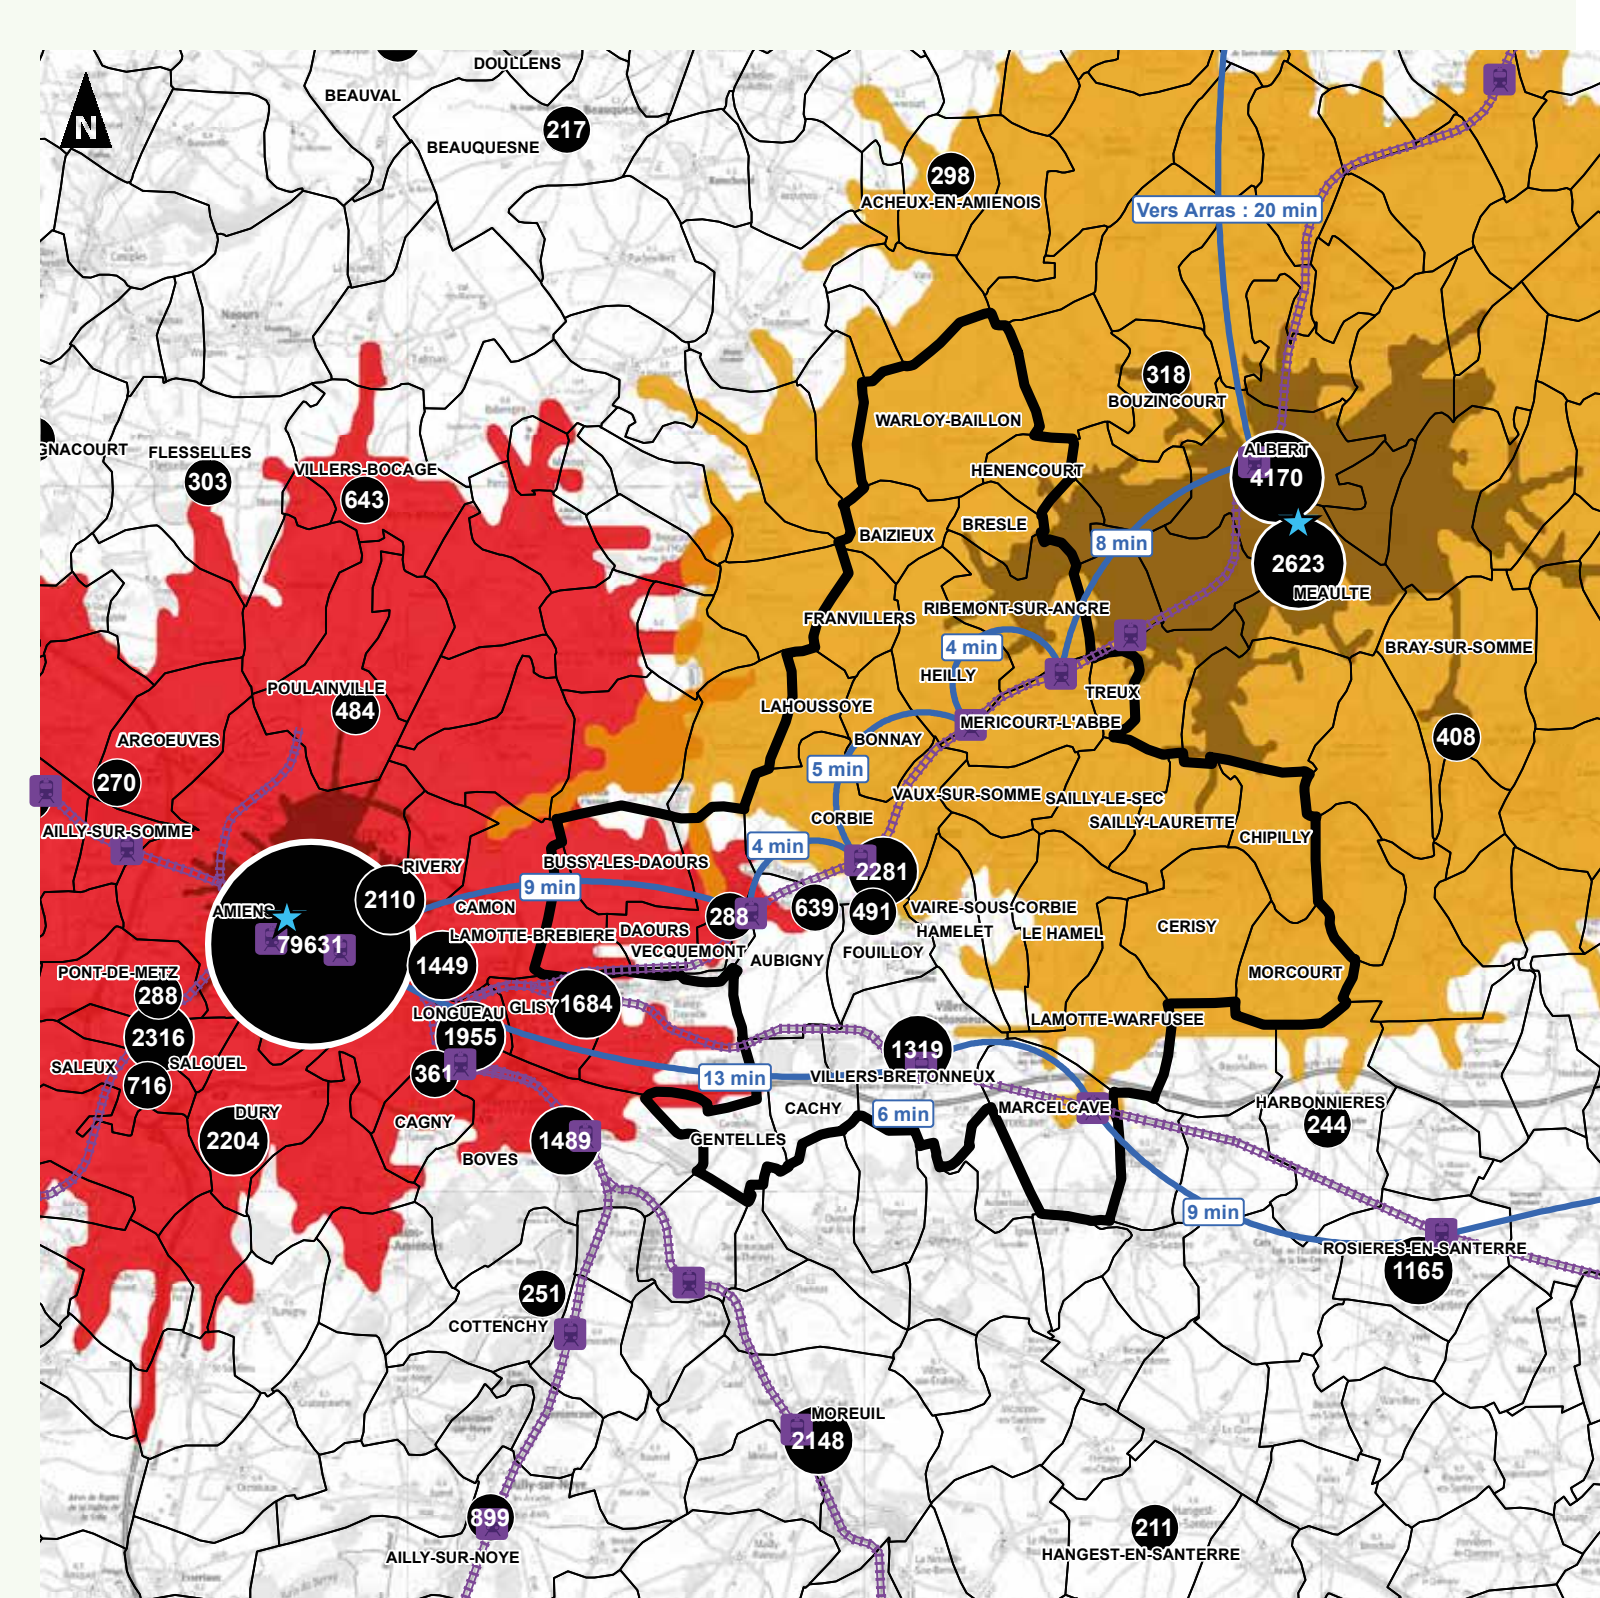 DOULLENS
BEAUVAL
N
217
BEAUQUESNE
298
ACHEUX-EN-AMIENOIS
Vers Arras : 20 min
318
BOUZINCOURT
WARLOY-BAILLON
GNACOURT
FLESSELLES
303
VILLERS-BOCAGE
643
HENENCOURT
ALBERT
4170
BRESLE
BAIZIEUX
8 min
2623
MEAULTE
RIBEMONT-SUR-ANCRE
FRANVILLERS
4 min
HEILLY
BRAY-SUR-SOMME
POULAINVILLE
484
TREUX
LAHOUSSOYE
MERICOURT-L'ABBE
ARGOEUVES
BONNAY
408
270
5 min
VAUX-SUR-SOMME
SAILLY-LE-SEC
CORBIE
SAILLY-LAURETTE
AILLY-SUR-SOMME
CHIPILLY
4 min
RIVERY
BUSSY-LES-DAOURS
2281
9 min
2110
CAMON
288
639
491
VAIRE-SOUS-CORBIE
AMIENS
79631
LAMOTTE-BREBIERE
DAOURS
HAMELET
LE HAMEL
CERISY
VECQUEMONT
AUBIGNY
FOUILLOY
1449
PONT-DE-METZ
288
MORCOURT
GLISY
1684
LONGUEAU
1955
LAMOTTE-WARFUSEE
2316
1319
SALEUX
SALOUEL
361
13 min
VILLERS-BRETONNEUX
716
DURY
2204
CAGNY
CACHY
6 min
MARCELCAVE
HARBONNIERES
244
1489
GENTELLES
BOVES
9 min
ROSIERES-EN-SANTERRE
1165
251
COTTENCHY
MOREUIL
2148
899
AILLY-SUR-NOYE
211
HANGEST-EN-SANTERRE